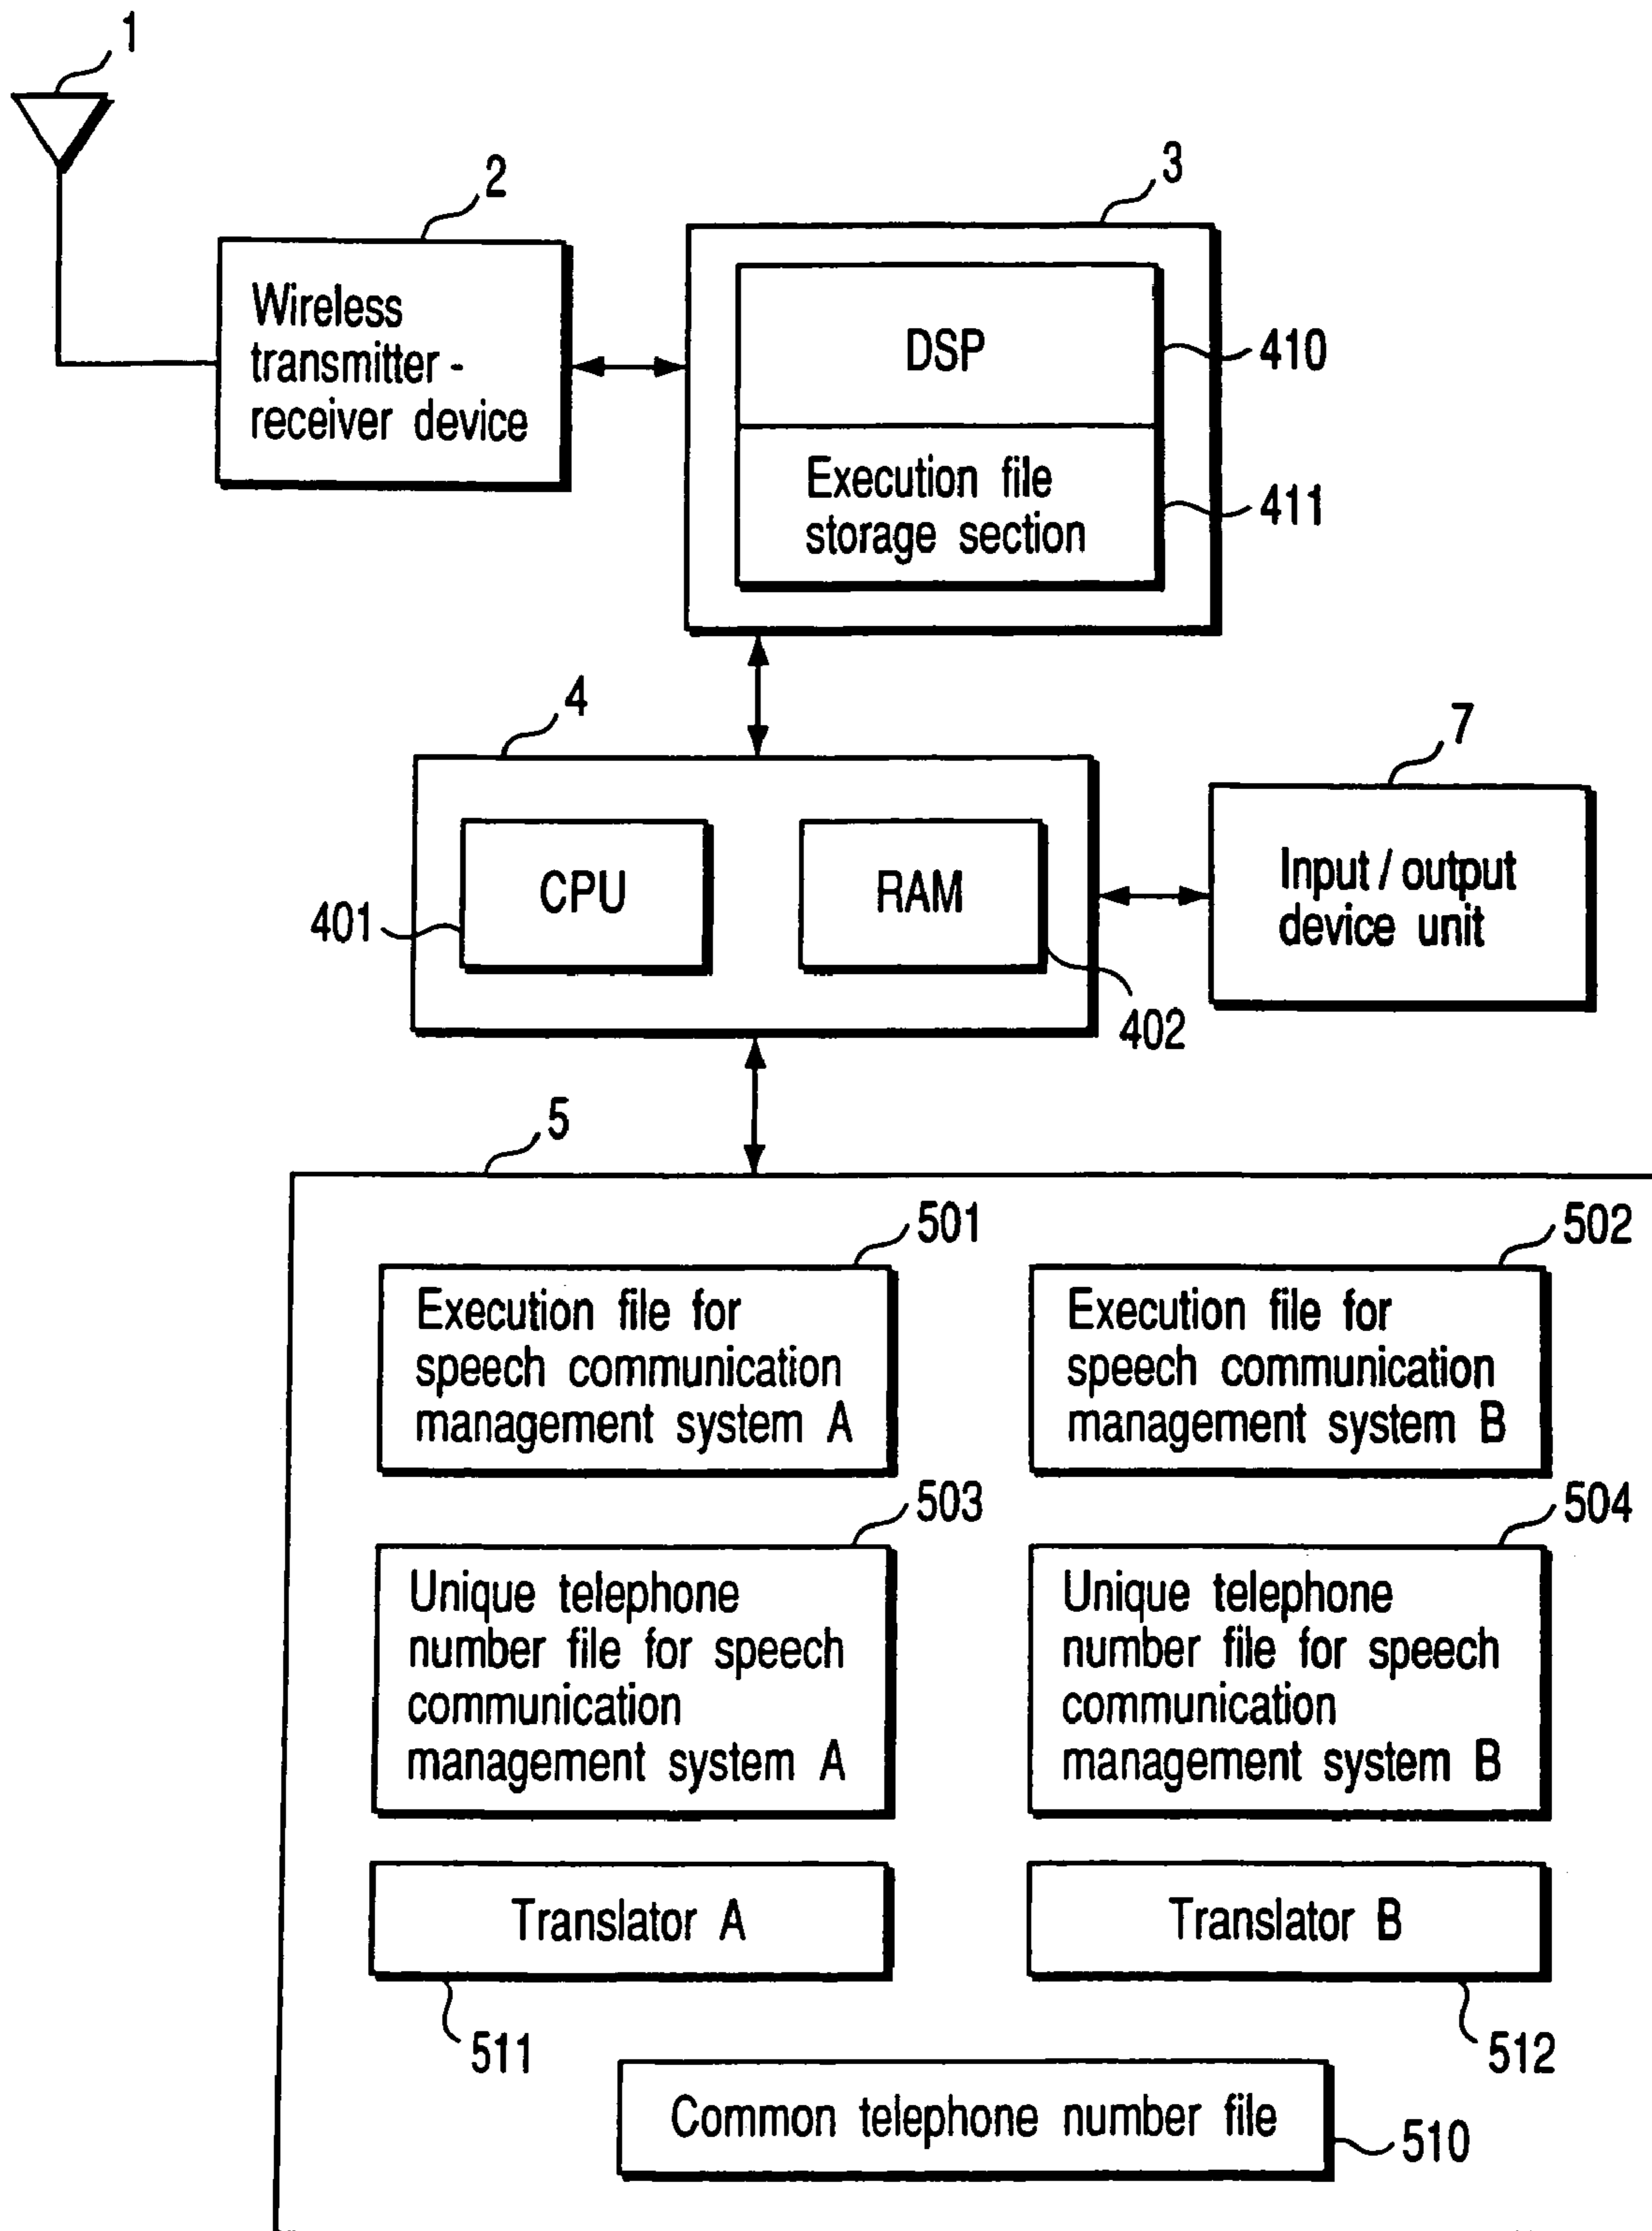 1
2
3
Wireless
transmitter -
receiver device
DSP
410
Execution file
storage section
411
4
7
CPU
RAM
401
402
Input / output
device unit
5
501
502
Execution file for
speech communication
management system A
Execution file for
speech communication
management system B
503
504
Unique telephone
number file for speech
communication
management system A
Unique telephone
number file for speech
communication
management system B
Translator A
Translator B
511
512
Common telephone number file
510